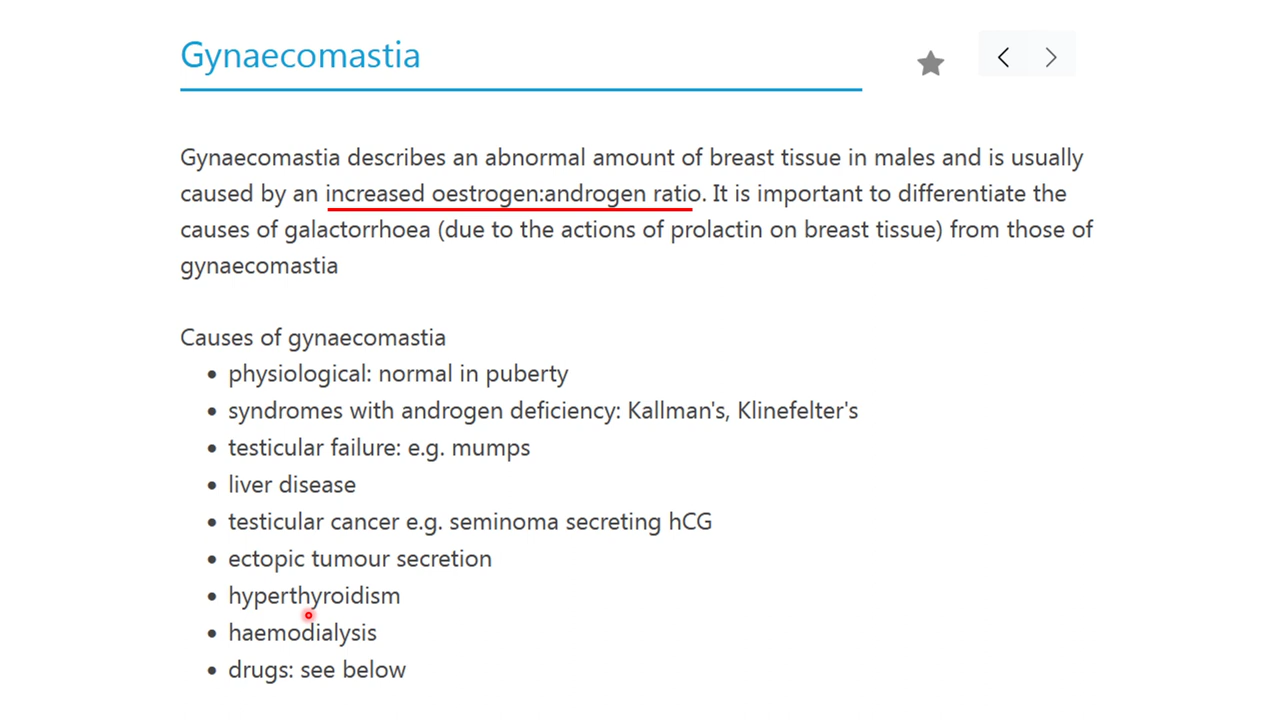 Gynaecomastia
Gynaecomastia describes an abnormal amount of breast tissue in males and is usually
caused by an increased oestrogen:androgen ratio. It is important to differentiate the
causes of galactorrhoea (due to the actions of prolactin on breast tissue) from those of
gynaecomastia
Causes of gynaecomastia
• physiological: normal in puberty
• syndromes with androgen deficiency: Kallman's, Klinefelter's
• testicular failure: e.g. mumps
• liver disease
• testicular cancer e.g. seminoma secreting hCG
• ectopic tumour secretion
• hyperthyroidism
• haemodialysis
• drugs: see below